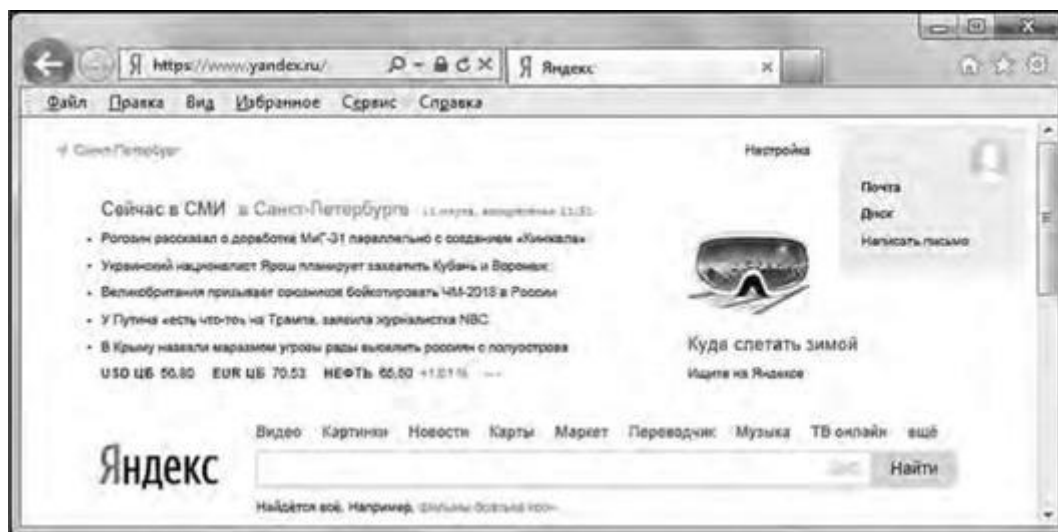 https://www.yandex.ru/
Яндекс
Файл Правка Вид Избранное Сервис Справка
Санкт-Петербург
Настройка
Почта
Диск
Написать письмо
Сейчас в СМИ в Санкт-Петербурге
Рогозин рассказал о доработке МиГ-31 параллельно с созданием «Кинжала»
Украинский националист Ярош планирует захватить Кубань и Воронеж
Великобритания призывает союзников бойкотировать ЧМ-2018 в России
У Путина «есть что-то» на Трампа, заявила журналистка NBC
В Крыму назвали маразмом угрозы рады выселить россиян с полуострова
USD ЦБ 56,80 EUR ЦБ 70,53 НЕФТЬ
Куда слетать зимой
Ищите на Яндексе
Видео Картинки Новости Карты Маркет Переводчик Музыка ТВ онлайн ещё
Яндекс
Найти
Найдётся всё. Например,